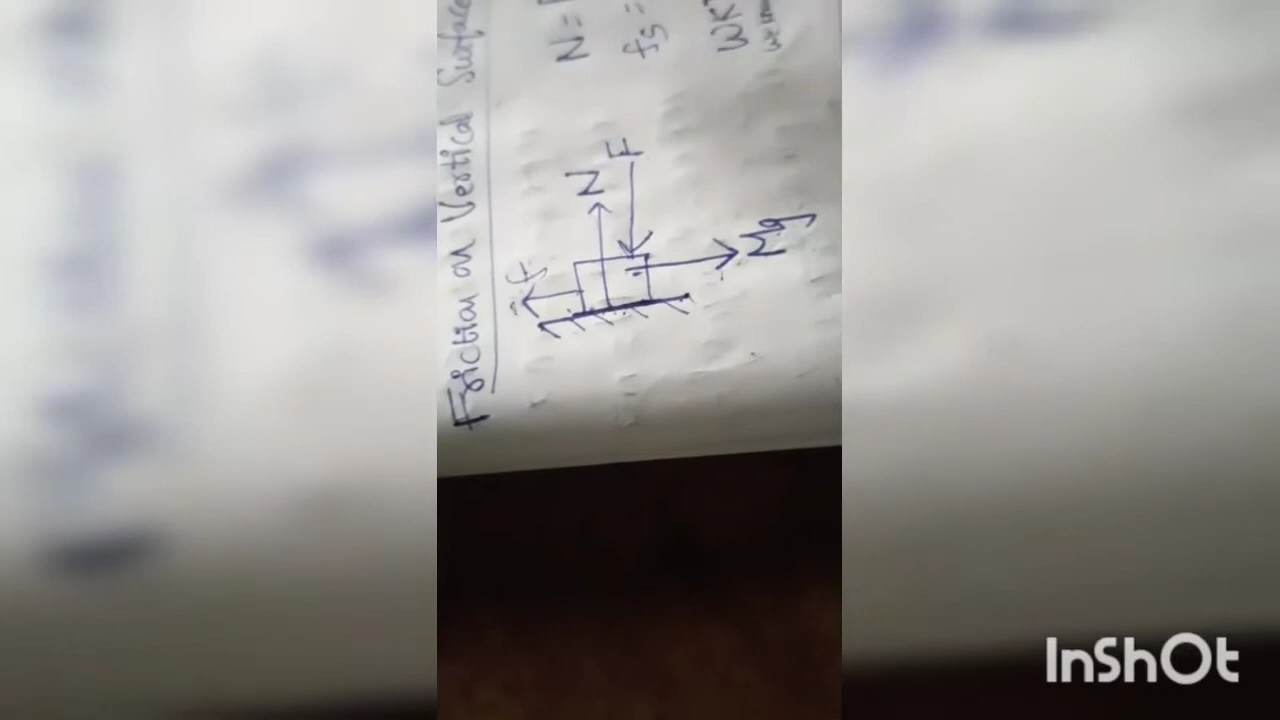 Friction on Vertical Surface
N =
fs =
WKT
f
N
F
Mg
InShOt